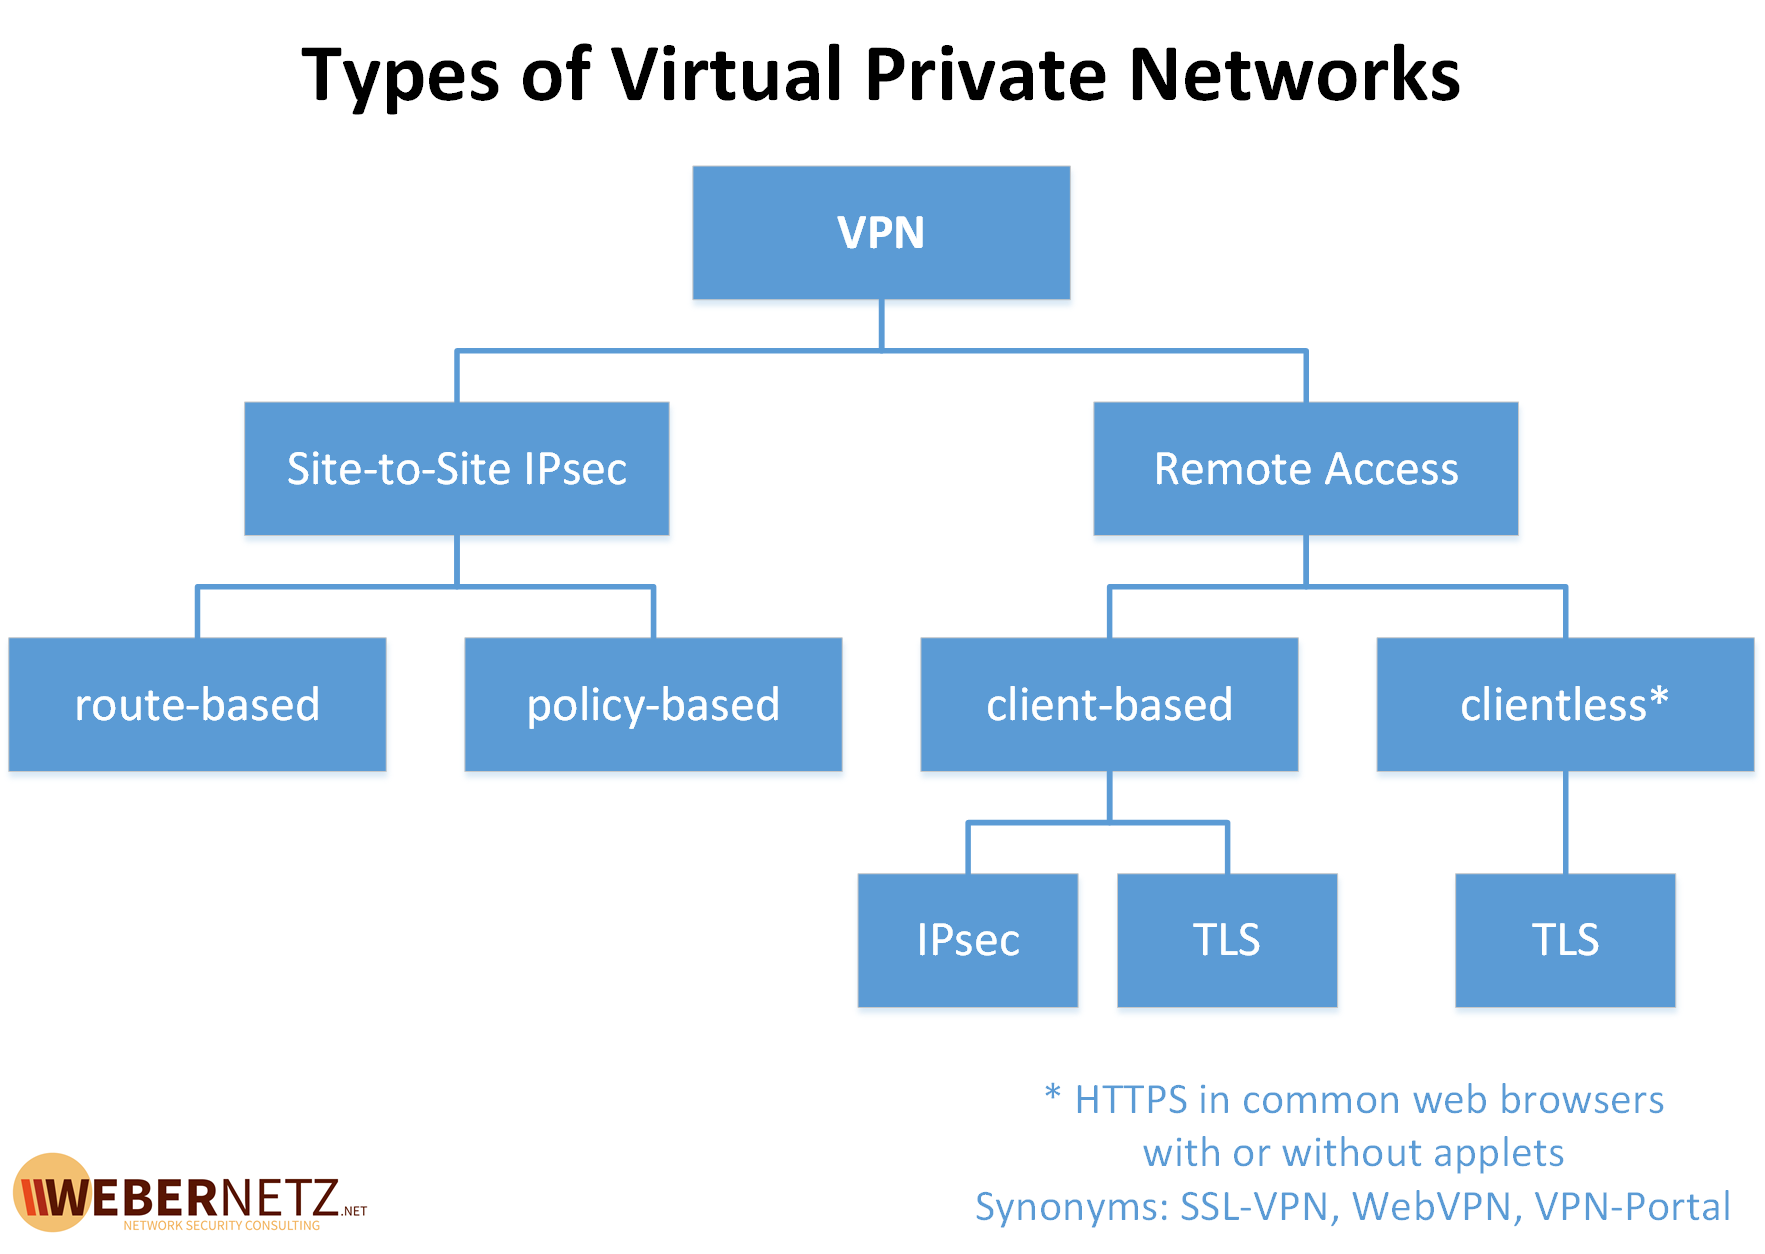 Types of Virtual Private Networks
VPN
Site-to-Site IPsec
Remote Access
route-based
policy-based
client-based
clientless*
IPsec
TLS
TLS
* HTTPS in common web browsers
with or without applets
Synonyms: SSL-VPN, WebVPN, VPN-Portal
WEBERNETZ.NET
NETWORK SECURITY CONSULTING